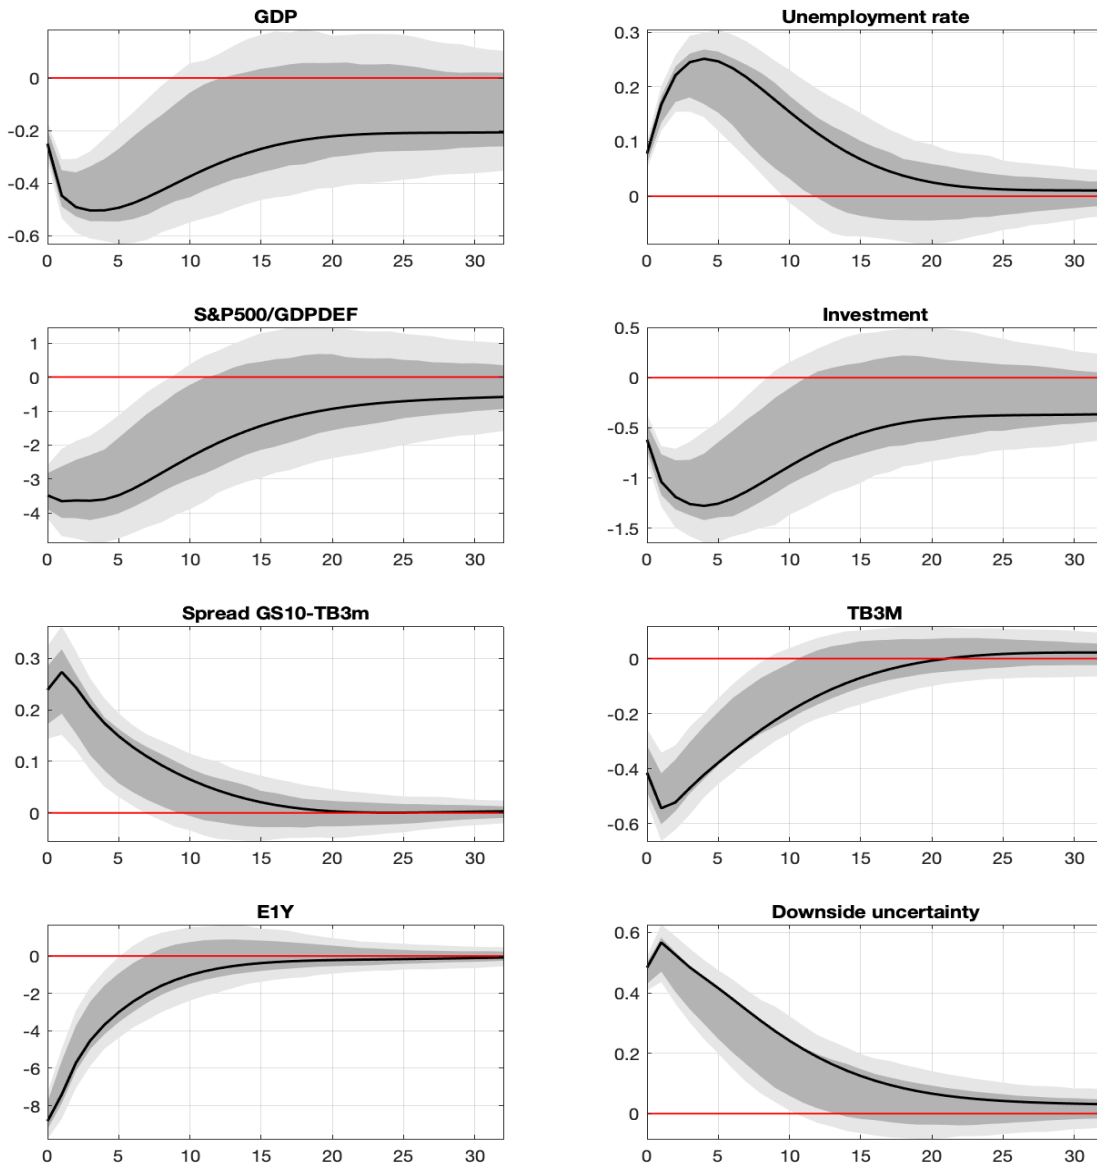 GDP
0
-0.2
-0.4
-0.6
0 5 10 15 20 25 30
Unemployment rate
0.3
0.2
0.1
0
0 5 10 15 20 25 30
S&P500/GDPDEF
1
0
-1
-2
-3
-4
0 5 10 15 20 25 30
Investment
0.5
0
-0.5
-1
-1.5
0 5 10 15 20 25 30
Spread GS10-TB3m
0.3
0.2
0.1
0
0 5 10 15 20 25 30
TB3M
0
-0.2
-0.4
-0.6
0 5 10 15 20 25 30
E1Y
0
-2
-4
-6
-8
0 5 10 15 20 25 30
Downside uncertainty
0.6
0.4
0.2
0
0 5 10 15 20 25 30